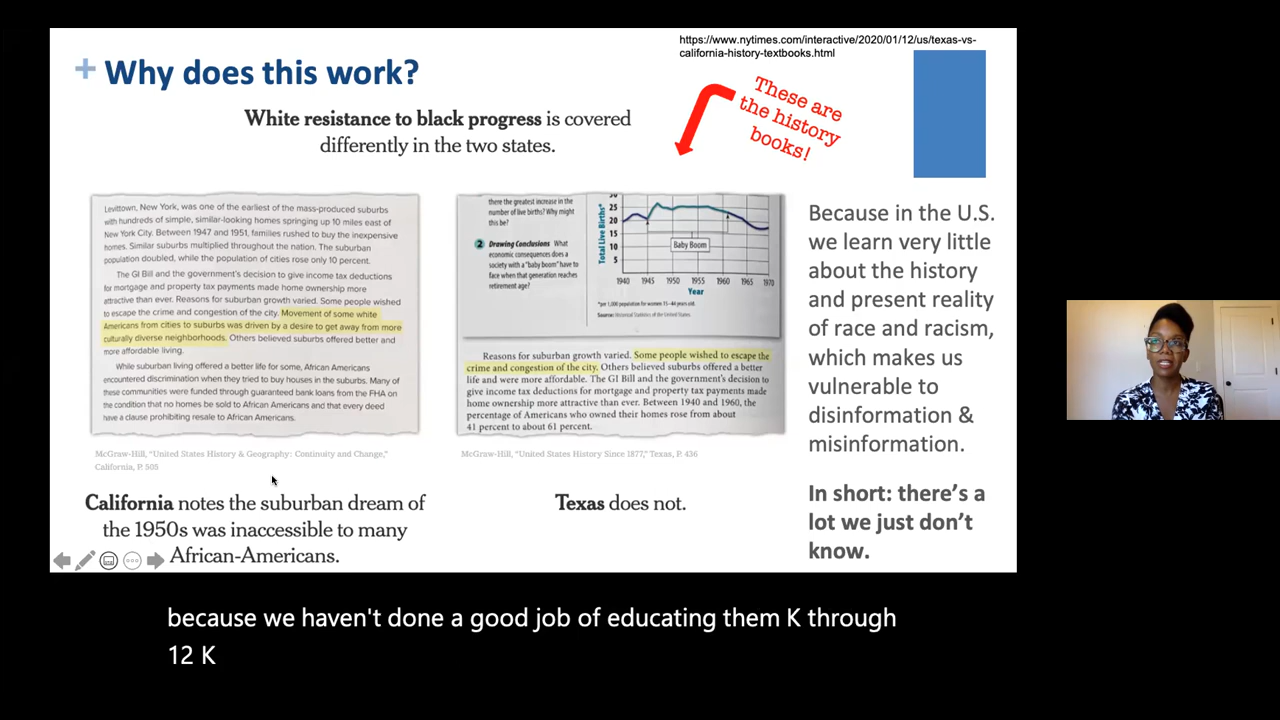 https://www.nytimes.com/interactive/2020/01/12/us/texas-vs-
california-history-textbooks.html
+ Why does this work?
These are
the history
books!
White resistance to black progress is covered
differently in the two states.
Levittown, New York, was one of the earliest of the mass-produced suburbs
with hundreds of simple, similar-looking homes springing up 10 miles east of
New York City. Between 1947 and 1951, families rushed to buy the inexpensive
homes. Similar suburbs multiplied throughout the nation. The suburban
population doubled, while the population of cities rose only 10 percent.
The GI Bill and the government's decision to give income tax deductions
for mortgage and property tax payments made home ownership more
attractive than ever. Reasons for suburban growth varied. Some people wished
to escape the crime and congestion of the city. Movement of some white
Americans from cities to suburbs was driven by a desire to get away from more
culturally diverse neighborhoods. Others believed suburbs offered better and
more affordable living.
While suburban living offered a better life for some, African Americans
encountered discrimination when they tried to buy houses in the suburbs. Many of
these communities were funded through guaranteed bank loans from the FHA on
the condition that no homes be sold to African Americans and that every deed
have a clause prohibiting resale to African Americans.
McGraw-Hill, "United States History & Geography: Continuity and Change,"
California, P. 505
California notes the suburban dream of
the 1950s was inaccessible to many
African-Americans.
there the greatest increase in the
number of live births? Why might
this be?
2 Drawing Conclusions What
economic consequences does a
society with a "baby boom" have to
face when that generation reaches
retirement age?
Total Live Births*
30
25
20
15
10
5
Baby Boom
1940 1945 1950 1955 1960 1965 1970
Year
*per 1,000 population for women 15–44 years old.
Source: Historical Statistics of the United States.
Reasons for suburban growth varied. Some people wished to escape the
crime and congestion of the city. Others believed suburbs offered a better
life and were more affordable. The GI Bill and the government's decision to
give income tax deductions for mortgage and property tax payments made
home ownership more attractive than ever. Between 1940 and 1960, the
percentage of Americans who owned their homes rose from about
41 percent to about 61 percent.
McGraw-Hill, "United States History Since 1877," Texas, P. 436
Texas does not.
Because in the U.S.
we learn very little
about the history
and present reality
of race and racism,
which makes us
vulnerable to
disinformation &
misinformation.
In short: there's a
lot we just don't
know.
because we haven't done a good job of educating them K through
12 K